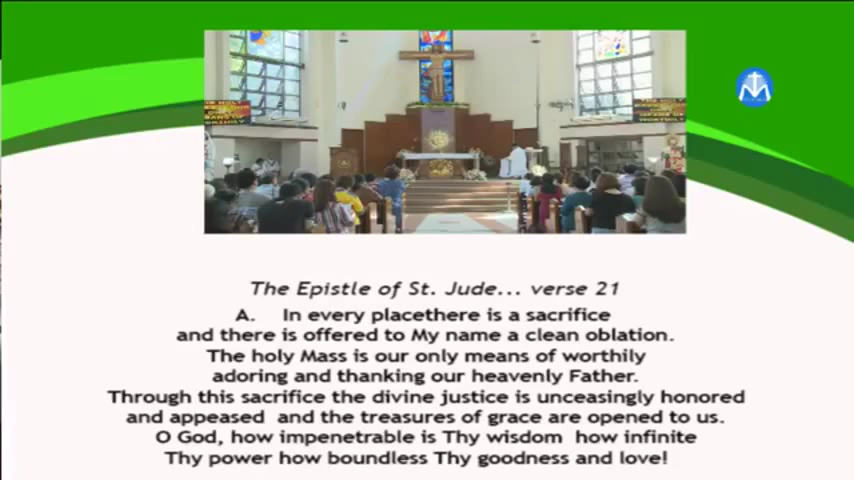 The Epistle of St. Jude... verse 21
A. In every placethere is a sacrifice
and there is offered to My name a clean oblation.
The holy Mass is our only means of worthily
adoring and thanking our heavenly Father.
Through this sacrifice the divine justice is unceasingly honored
and appeased and the treasures of grace are opened to us.
O God, how impenetrable is Thy wisdom how infinite
Thy power how boundless Thy goodness and love!